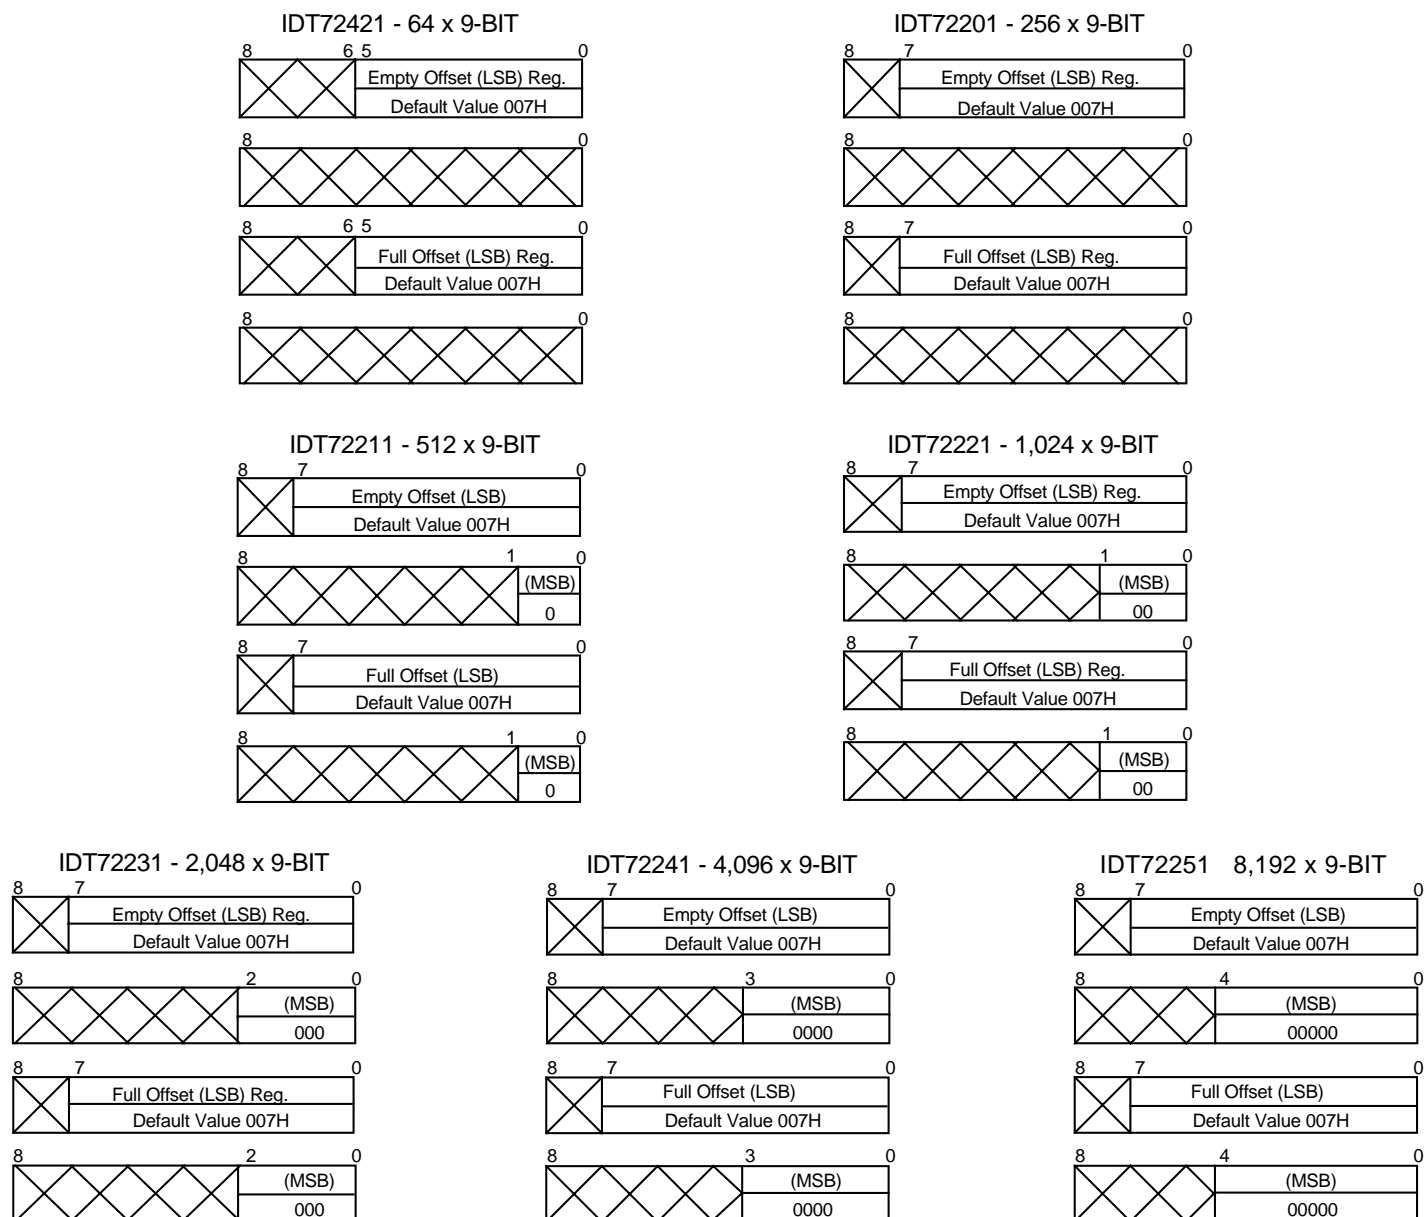 IDT72421 - 64 x 9-BIT
8 6 5 0
Empty Offset (LSB) Reg.
Default Value 007H
8 0
8 6 5 0
Full Offset (LSB) Reg.
Default Value 007H
8 0
IDT72201 - 256 x 9-BIT
8 7 0
Empty Offset (LSB) Reg.
Default Value 007H
8 0
8 7 0
Full Offset (LSB) Reg.
Default Value 007H
8 0
IDT72211 - 512 x 9-BIT
8 7 0
Empty Offset (LSB)
Default Value 007H
8 1 0
(MSB)
0
8 7 0
Full Offset (LSB)
Default Value 007H
8 1 0
(MSB)
0
IDT72221 - 1,024 x 9-BIT
8 7 0
Empty Offset (LSB) Reg.
Default Value 007H
8 1 0
(MSB)
00
8 7 0
Full Offset (LSB) Reg.
Default Value 007H
8 1 0
(MSB)
00
IDT72231 - 2,048 x 9-BIT
8 7 0
Empty Offset (LSB) Reg.
Default Value 007H
8 2 0
(MSB)
000
8 7 0
Full Offset (LSB) Reg.
Default Value 007H
8 2 0
(MSB)
000
IDT72241 - 4,096 x 9-BIT
8 7 0
Empty Offset (LSB)
Default Value 007H
8 3 0
(MSB)
0000
8 7 0
Full Offset (LSB)
Default Value 007H
8 3 0
(MSB)
0000
IDT72251 8,192 x 9-BIT
8 7 0
Empty Offset (LSB)
Default Value 007H
8 4 0
(MSB)
00000
8 7 0
Full Offset (LSB)
Default Value 007H
8 4 0
(MSB)
00000